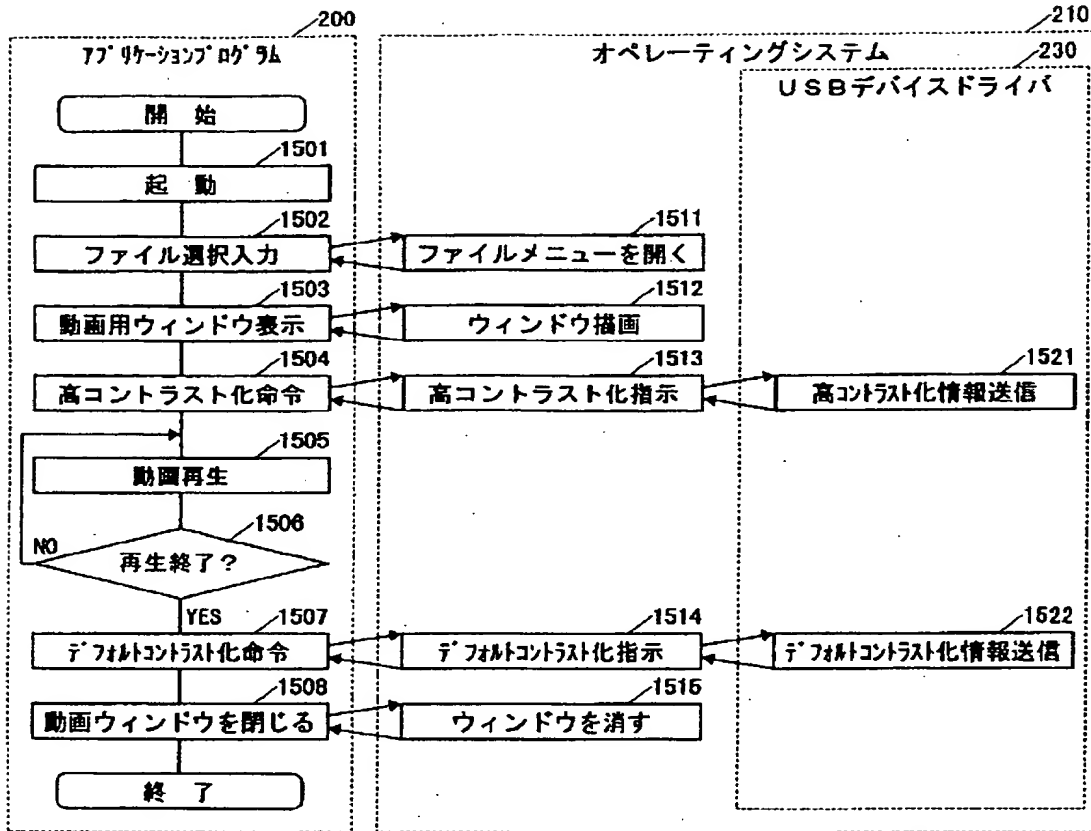 200
210
アプリケーションプログラム
オペレーティングシステム
230
USBデバイスドライバ
開 始
1501
起 動
1502
ファイル選択入力
1511
ファイルメニューを開く
1503
動画用ウィンドウ表示
1512
ウィンドウ描画
1504
高コントラスト化命令
1513
高コントラスト化指示
1521
高コントラスト化情報送信
1505
動画再生
1506
NO
再生終了?
YES
1507
デフォルトコントラスト化命令
1514
デフォルトコントラスト化指示
1522
デフォルトコントラスト化情報送信
1508
動画ウィンドウを閉じる
1515
ウィンドウを消す
終 了